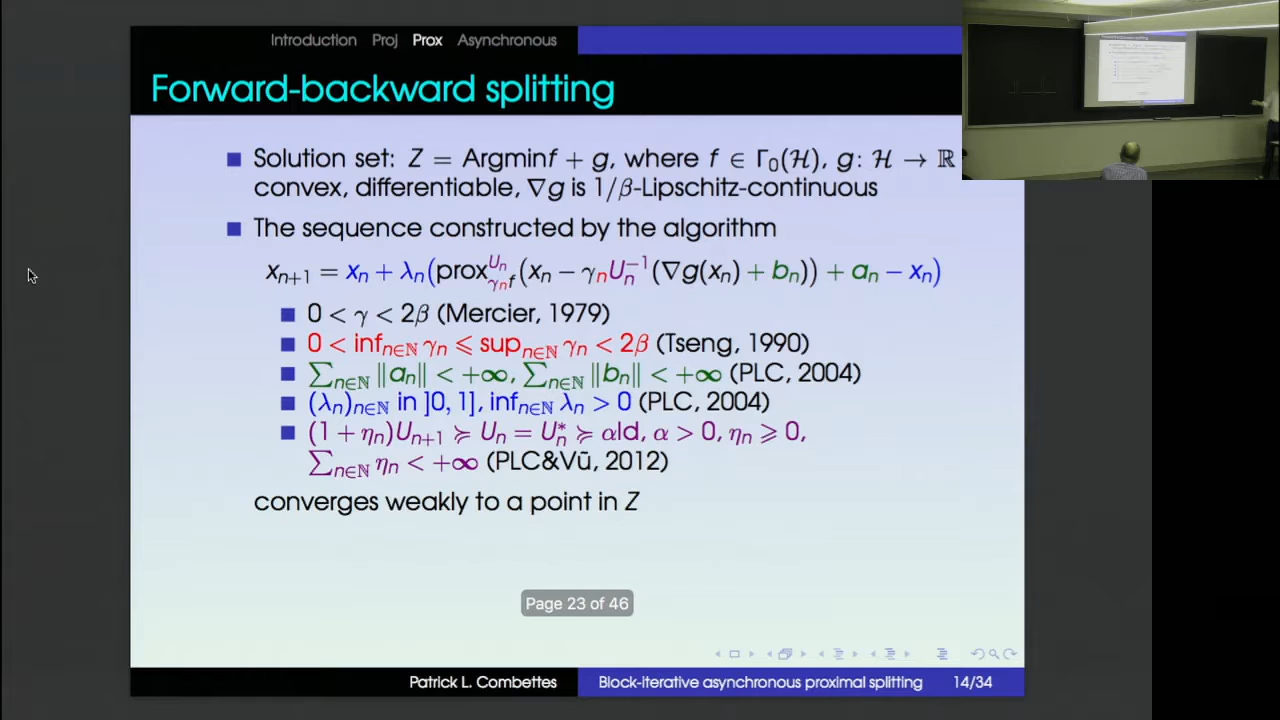 Introduction Proj Prox Asynchronous
Forward-backward splitting
Solution set: Z = Argmin f + g, where f ∈ Γ₀(ℋ), g: ℋ → ℝ
convex, differentiable, ∇g is 1/β-Lipschitz-continuous
The sequence constructed by the algorithm
xₙ₊₁ = xₙ + λₙ(prox^{Uₙ}_{γₙf}(xₙ − γₙUₙ⁻¹(∇g(xₙ) + bₙ)) + aₙ − xₙ)
0 < γ < 2β (Mercier, 1979)
0 < inf_{n∈ℕ} γₙ ⩽ sup_{n∈ℕ} γₙ < 2β (Tseng, 1990)
∑_{n∈ℕ} ‖aₙ‖ < +∞, ∑_{n∈ℕ} ‖bₙ‖ < +∞ (PLC, 2004)
(λₙ)_{n∈ℕ} in ]0, 1], inf_{n∈ℕ} λₙ > 0 (PLC, 2004)
(1 + ηₙ)Uₙ₊₁ ≽ Uₙ = Uₙ* ≽ αId, α > 0, ηₙ ⩾ 0,
∑_{n∈ℕ} ηₙ < +∞ (PLC&Vũ, 2012)
converges weakly to a point in Z
Page 23 of 46
Patrick L. Combettes Block-iterative asynchronous proximal splitting 14/34